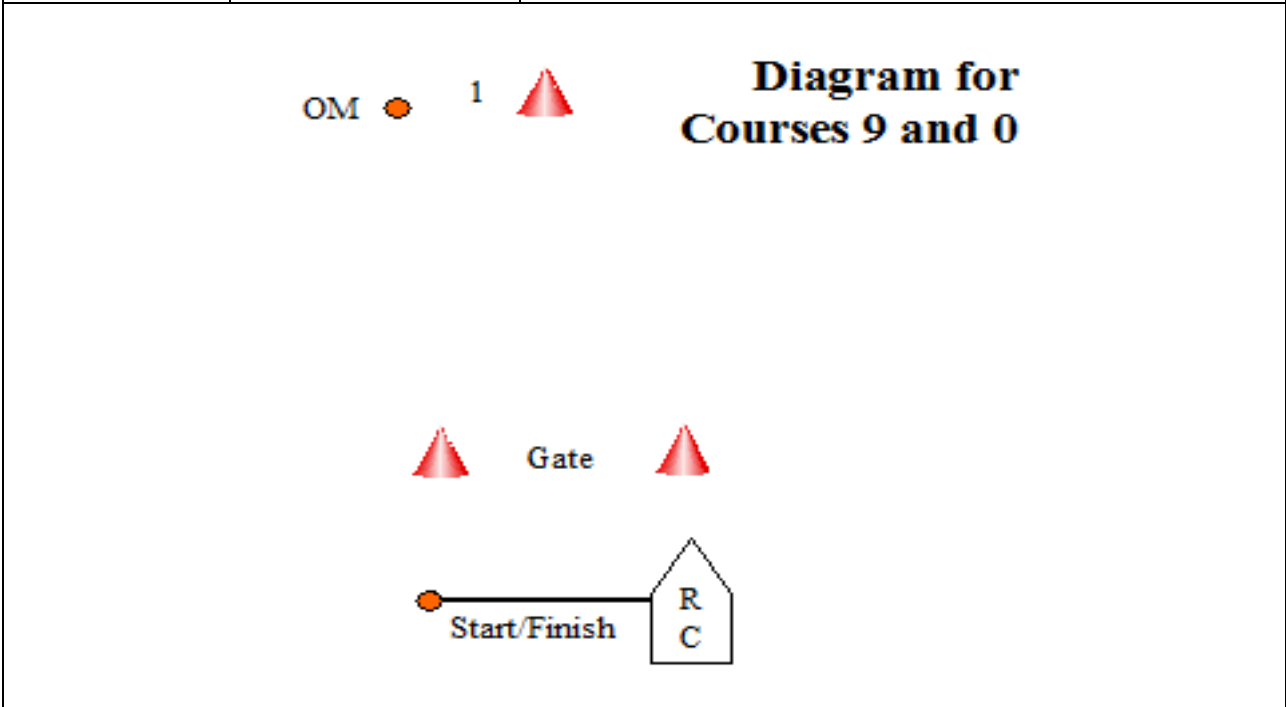 Diagram for
Courses 9 and 0
OM
1
Gate
Start/Finish
R
C